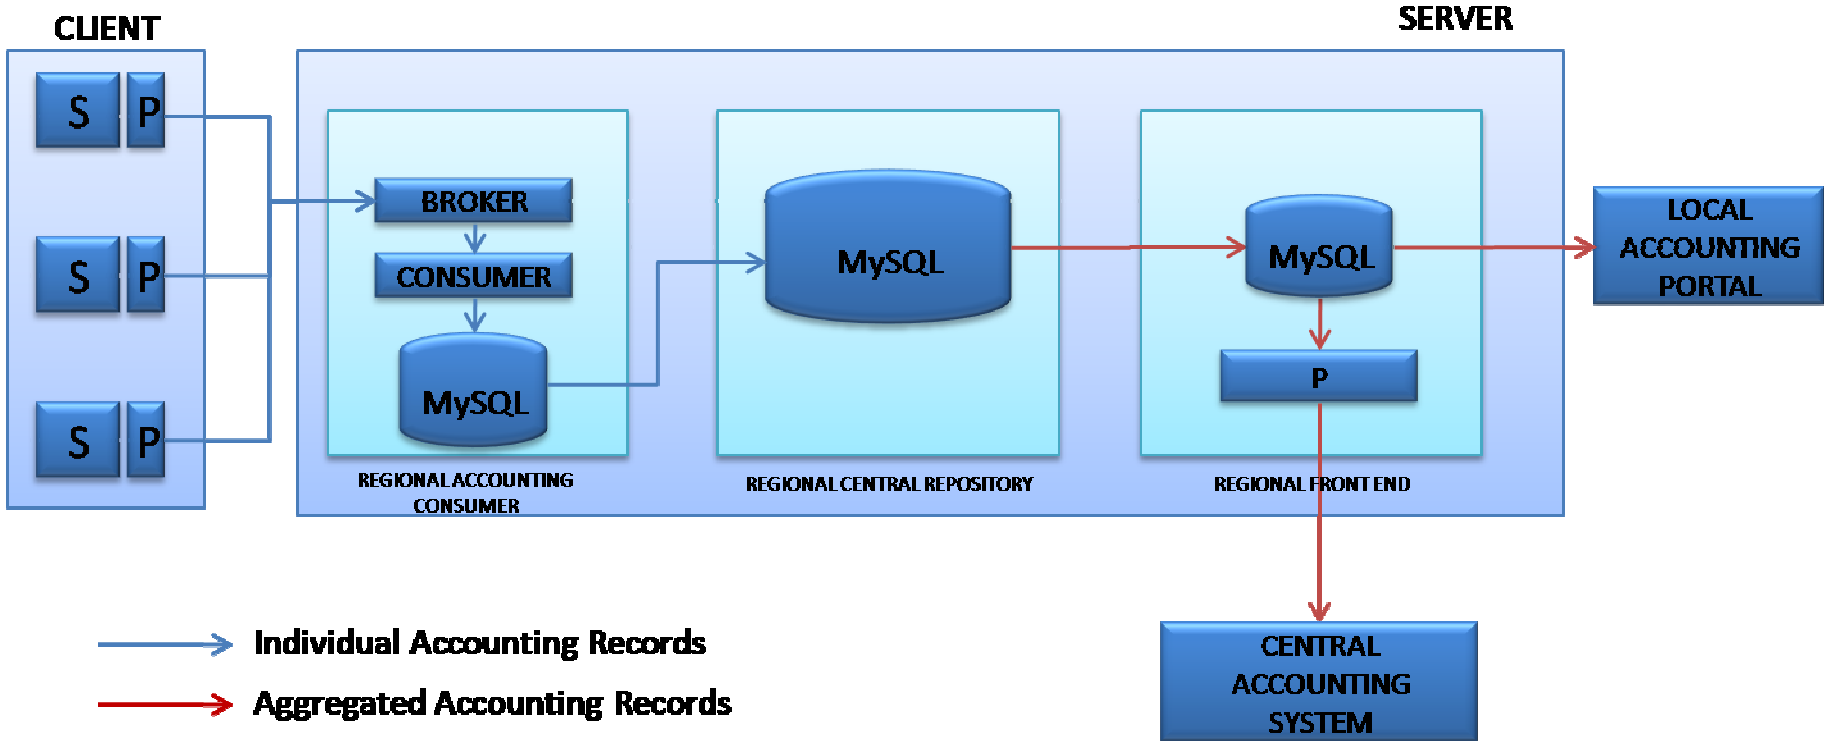 CLIENT
SERVER
S P
S P
S P
BROKER
CONSUMER
MySQL
REGIONAL ACCOUNTING
CONSUMER
MySQL
REGIONAL CENTRAL REPOSITORY
MySQL
P
REGIONAL FRONT END
LOCAL
ACCOUNTING
PORTAL
CENTRAL
ACCOUNTING
SYSTEM
Individual Accounting Records
Aggregated Accounting Records